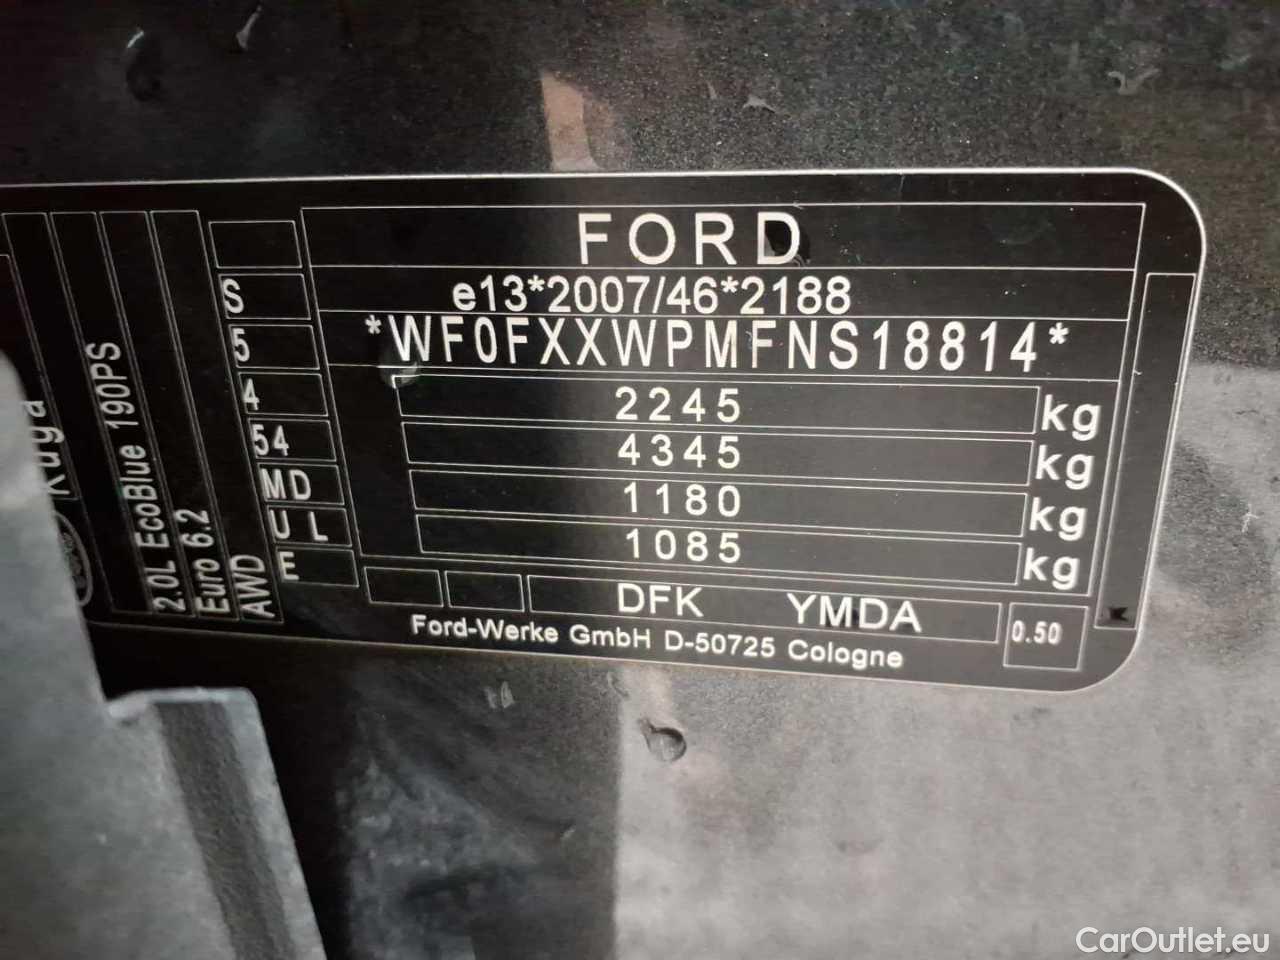 FORD
e13*2007/46*2188
*WF0FXXWPMFNS18814*
2245 kg
4345 kg
1180 kg
1085 kg
DFK YMDA
0.50
Ford-Werke GmbH D-50725 Cologne
S
5
4
54
MD
U L
E
Kuga
2.0L EcoBlue 190PS
Euro 6.2
AWD
K
CarOutlet.eu